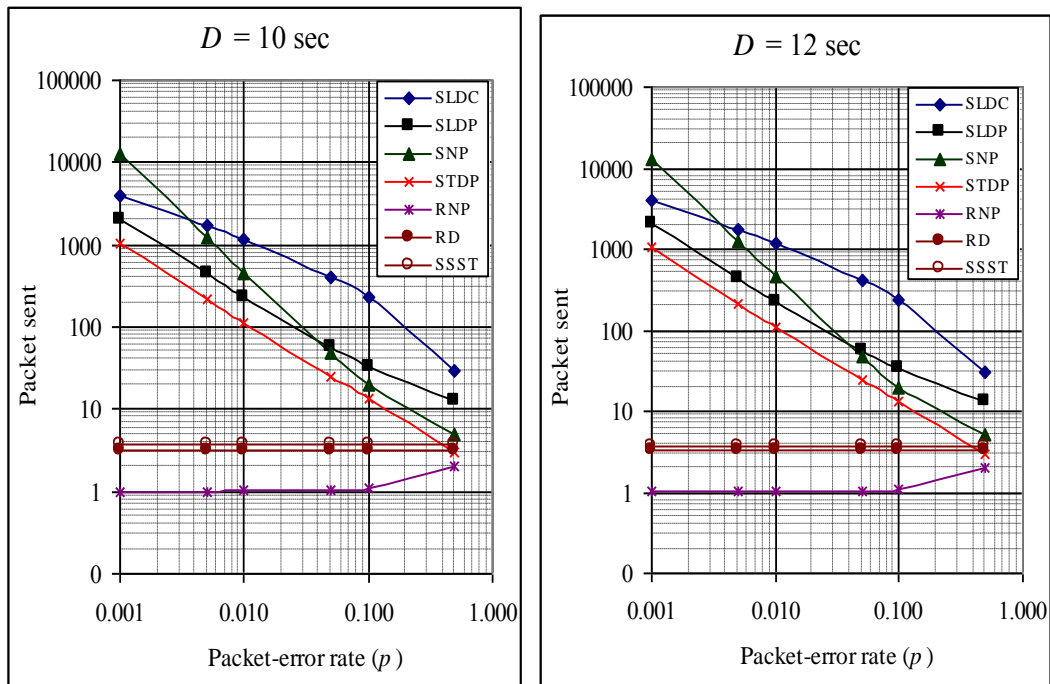 D = 10 sec
100000
10000
1000
100
10
1
0
Packet sent
SLDC
SLDP
SNP
STDP
RNP
RD
SSST
0.001
0.010
0.100
1.000
Packet-error rate (p )
D = 12 sec
100000
10000
1000
100
10
1
0
Packet sent
SLDC
SLDP
SNP
STDP
RNP
RD
SSST
0.001
0.010
0.100
1.000
Packet-error rate (p )